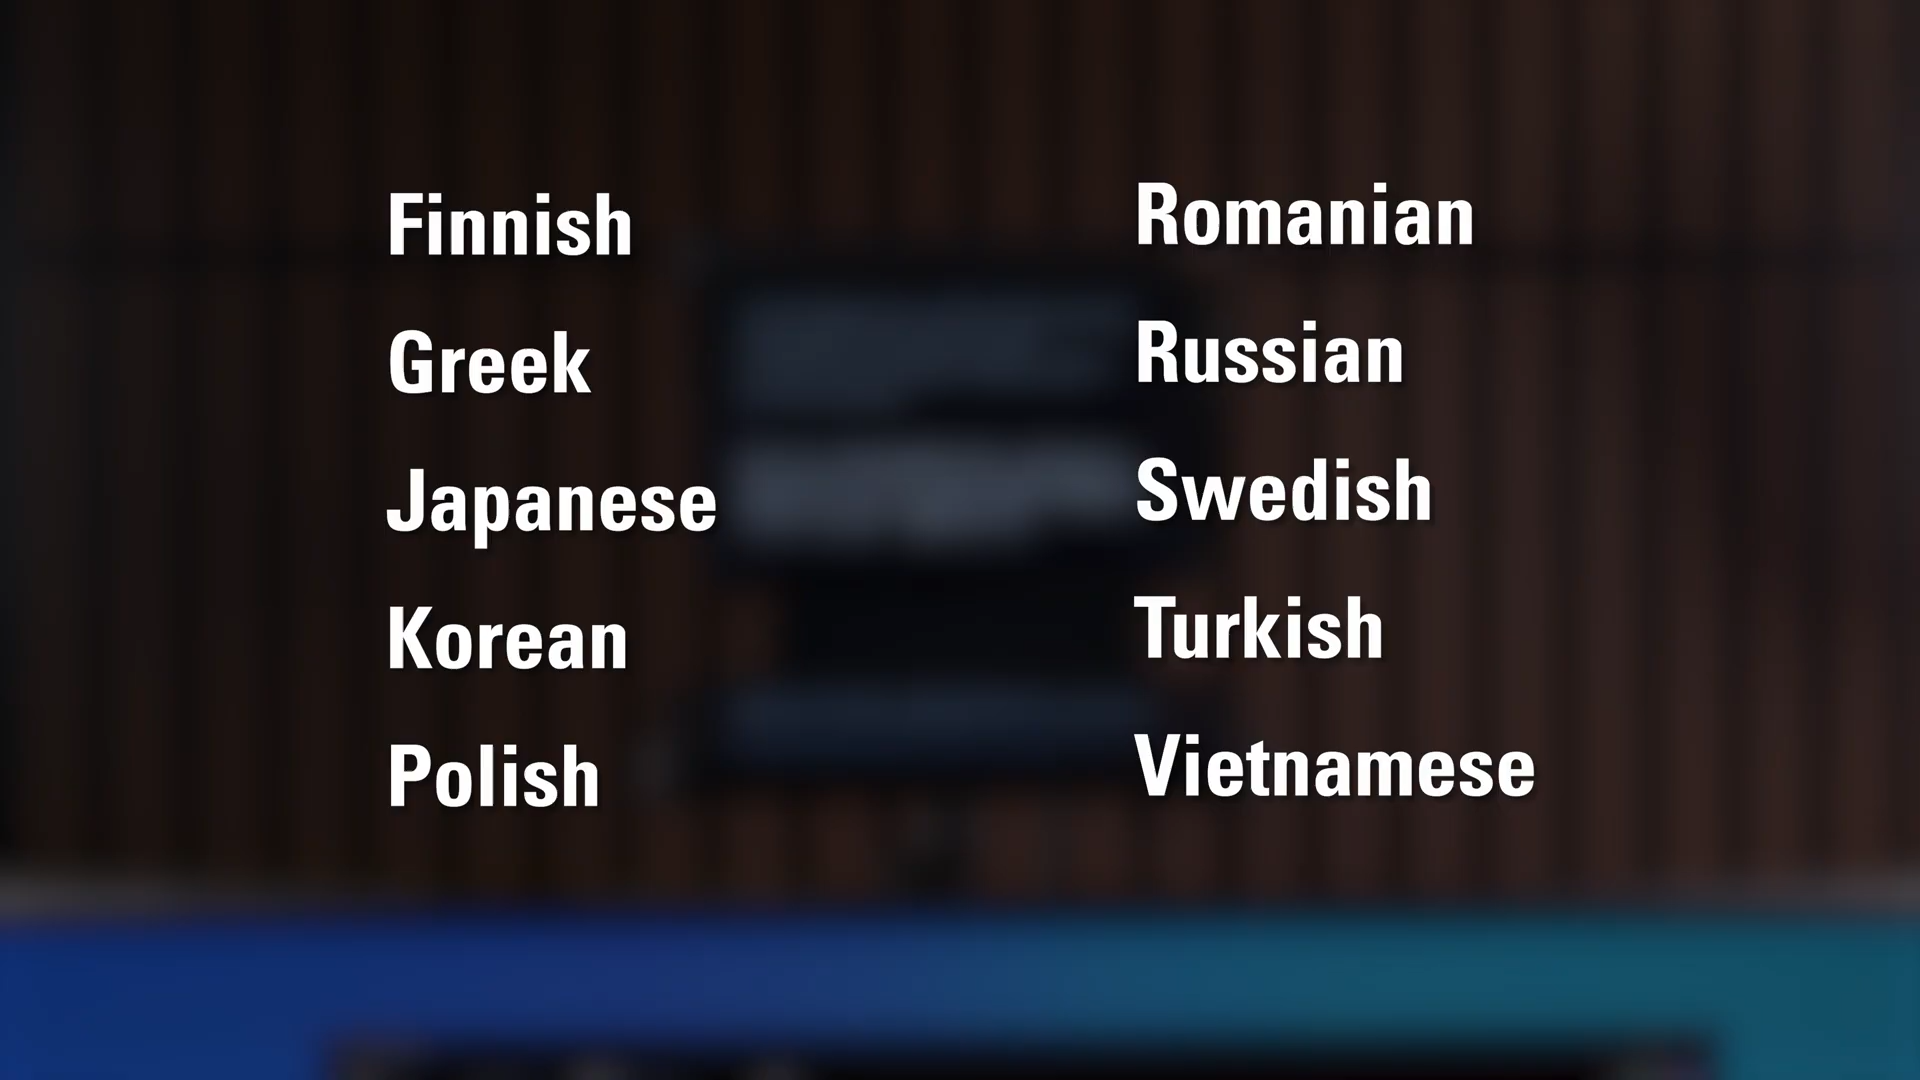 Finnish
Greek
Japanese
Korean
Polish
Romanian
Russian
Swedish
Turkish
Vietnamese